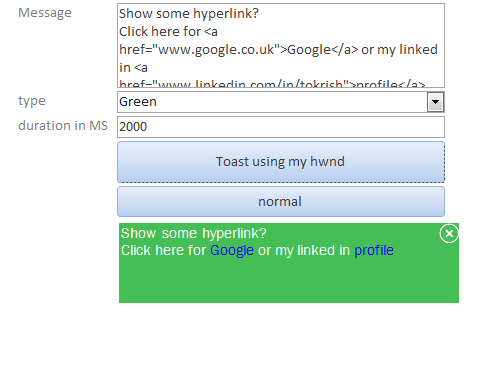 Message
Show some hyperlink?
Click here for <a
href="www.google.co.uk">Google</a> or my linked
in <a
href="www.linkedin.com/in/tokrish">profile</a>
type
Green
duration in MS
2000
Toast using my hwnd
normal
Show some hyperlink?
Click here for Google or my linked in profile